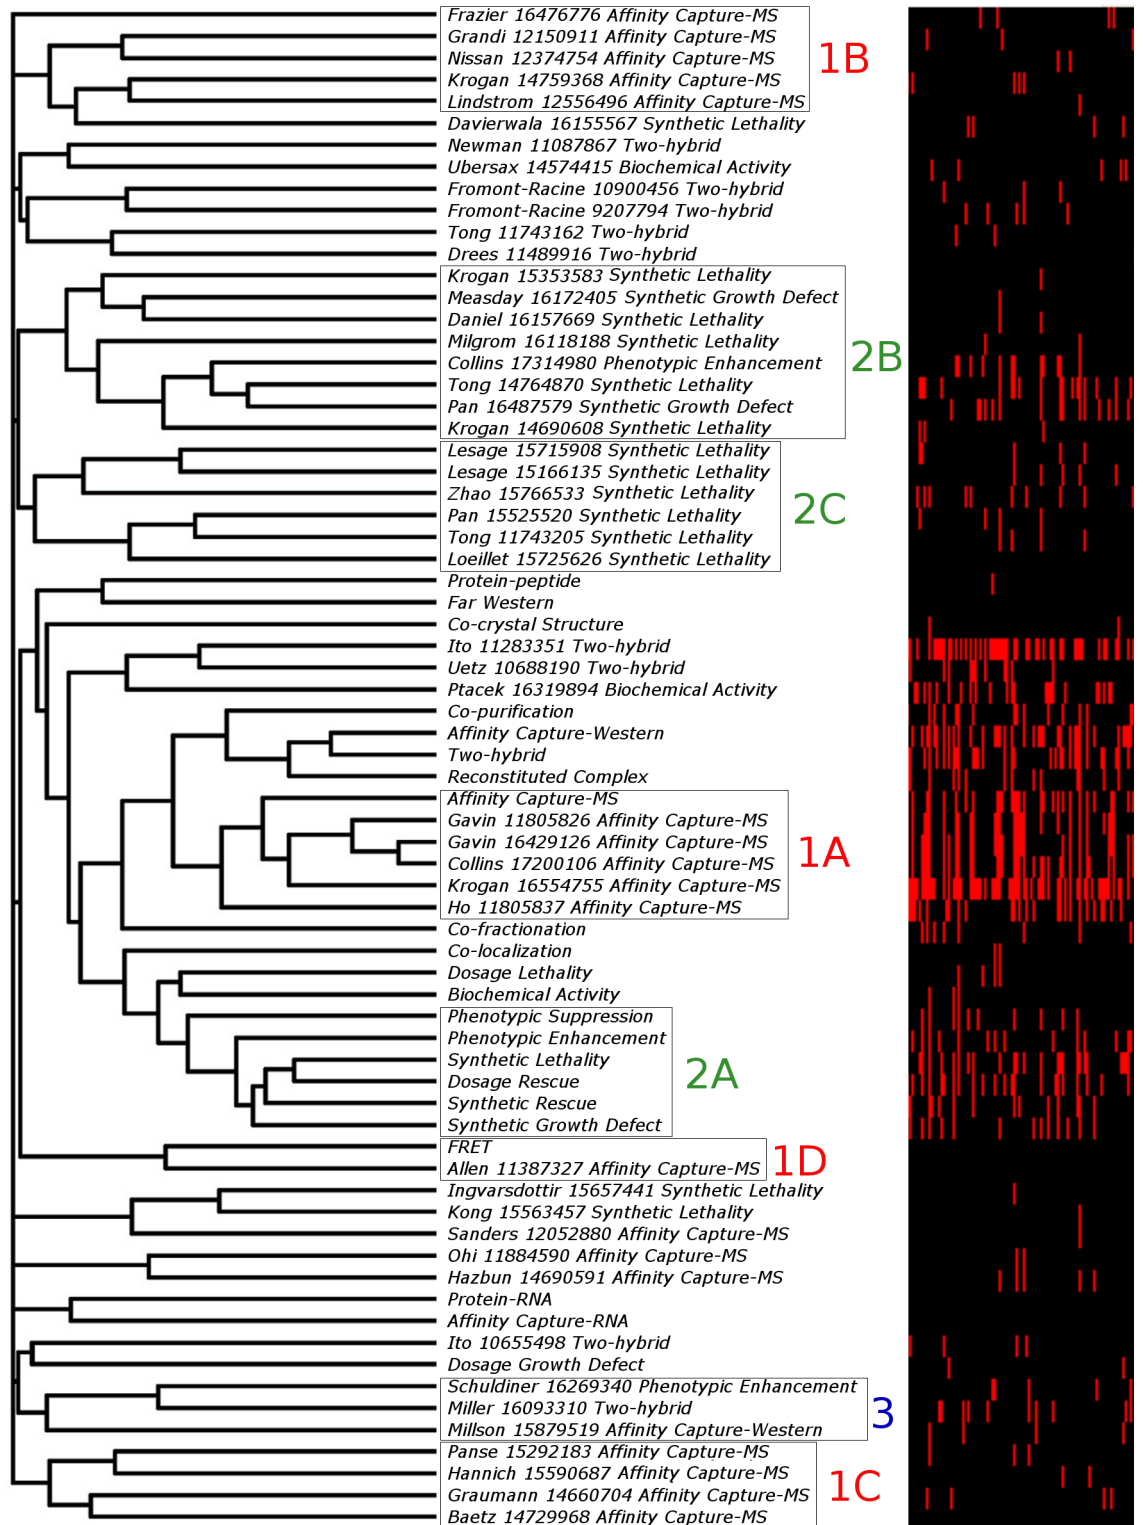 Frazier 16476776 Affinity Capture-MS
Grandi 12150911 Affinity Capture-MS
Nissan 12374754 Affinity Capture-MS
1B
Krogan 14759368 Affinity Capture-MS
Lindstrom 12556496 Affinity Capture-MS
Davierwala 16155567 Synthetic Lethality
Newman 11087867 Two-hybrid
Ubersax 14574415 Biochemical Activity
Fromont-Racine 10900456 Two-hybrid
Fromont-Racine 9207794 Two-hybrid
Tong 11743162 Two-hybrid
Drees 11489916 Two-hybrid
Krogan 15353583 Synthetic Lethality
Measday 16172405 Synthetic Growth Defect
Daniel 16157669 Synthetic Lethality
Milgrom 16118188 Synthetic Lethality
2B
Collins 17314980 Phenotypic Enhancement
Tong 14764870 Synthetic Lethality
Pan 16487579 Synthetic Growth Defect
Krogan 14690608 Synthetic Lethality
Lesage 15715908 Synthetic Lethality
Lesage 15166135 Synthetic Lethality
Zhao 15766533 Synthetic Lethality
2C
Pan 15525520 Synthetic Lethality
Tong 11743205 Synthetic Lethality
Loeillet 15725626 Synthetic Lethality
Protein-peptide
Far Western
Co-crystal Structure
Ito 11283351 Two-hybrid
Uetz 10688190 Two-hybrid
Ptacek 16319894 Biochemical Activity
Co-purification
Affinity Capture-Western
Two-hybrid
Reconstituted Complex
Affinity Capture-MS
Gavin 11805826 Affinity Capture-MS
Gavin 16429126 Affinity Capture-MS
1A
Collins 17200106 Affinity Capture-MS
Krogan 16554755 Affinity Capture-MS
Ho 11805837 Affinity Capture-MS
Co-fractionation
Co-localization
Dosage Lethality
Biochemical Activity
Phenotypic Suppression
Phenotypic Enhancement
Synthetic Lethality
2A
Dosage Rescue
Synthetic Rescue
Synthetic Growth Defect
FRET
1D
Allen 11387327 Affinity Capture-MS
Ingvarsdottir 15657441 Synthetic Lethality
Kong 15563457 Synthetic Lethality
Sanders 12052880 Affinity Capture-MS
Ohi 11884590 Affinity Capture-MS
Hazbun 14690591 Affinity Capture-MS
Protein-RNA
Affinity Capture-RNA
Ito 10655498 Two-hybrid
Dosage Growth Defect
Schuldiner 16269340 Phenotypic Enhancement
Miller 16093310 Two-hybrid
3
Millson 15879519 Affinity Capture-Western
Panse 15292183 Affinity Capture-MS
Hannich 15590687 Affinity Capture-MS
1C
Graumann 14660704 Affinity Capture-MS
Baetz 14729968 Affinity Capture-MS